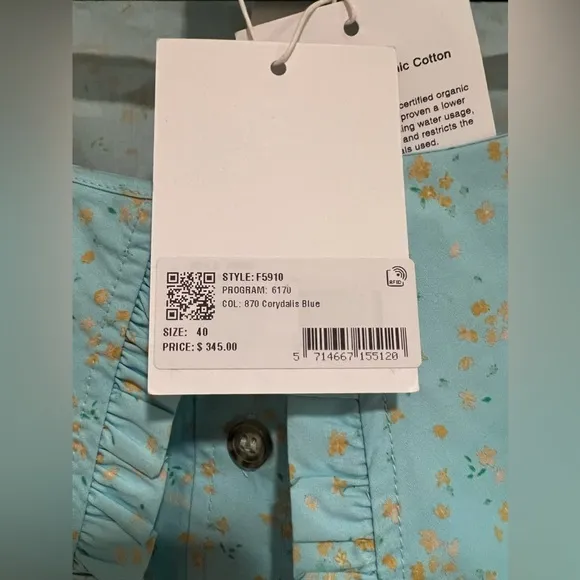 nic Cotton
certified organic
proven a lower
ing water usage,
and restricts the
als used.
STYLE: F5910
PROGRAM: 6170
COL: 870 Corydalis Blue
RFID
SIZE: 40
PRICE: $ 345.00
5 714667 155120